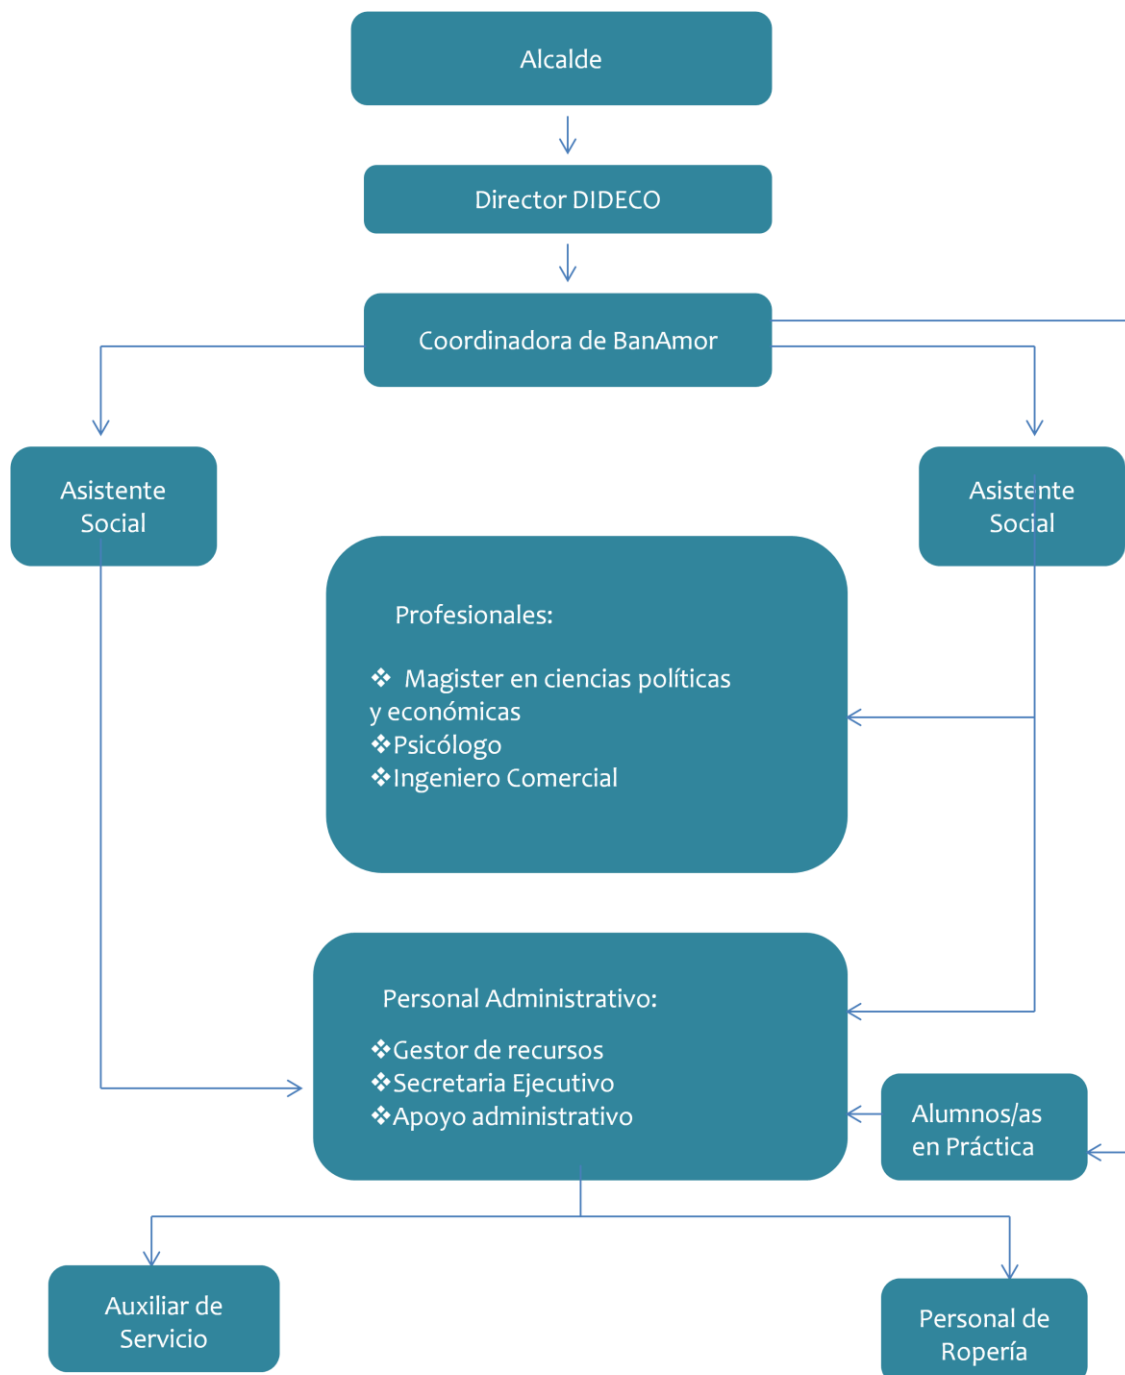 Alcalde
Director DIDECO
Coordinadora de BanAmor
Asistente
Social
Asistente
Social
Profesionales:
❖ Magister en ciencias políticas
y económicas
❖Psicólogo
❖Ingeniero Comercial
Personal Administrativo:
❖Gestor de recursos
❖Secretaria Ejecutivo
❖Apoyo administrativo
Alumnos/as
en Práctica
Auxiliar de
Servicio
Personal de
Ropería